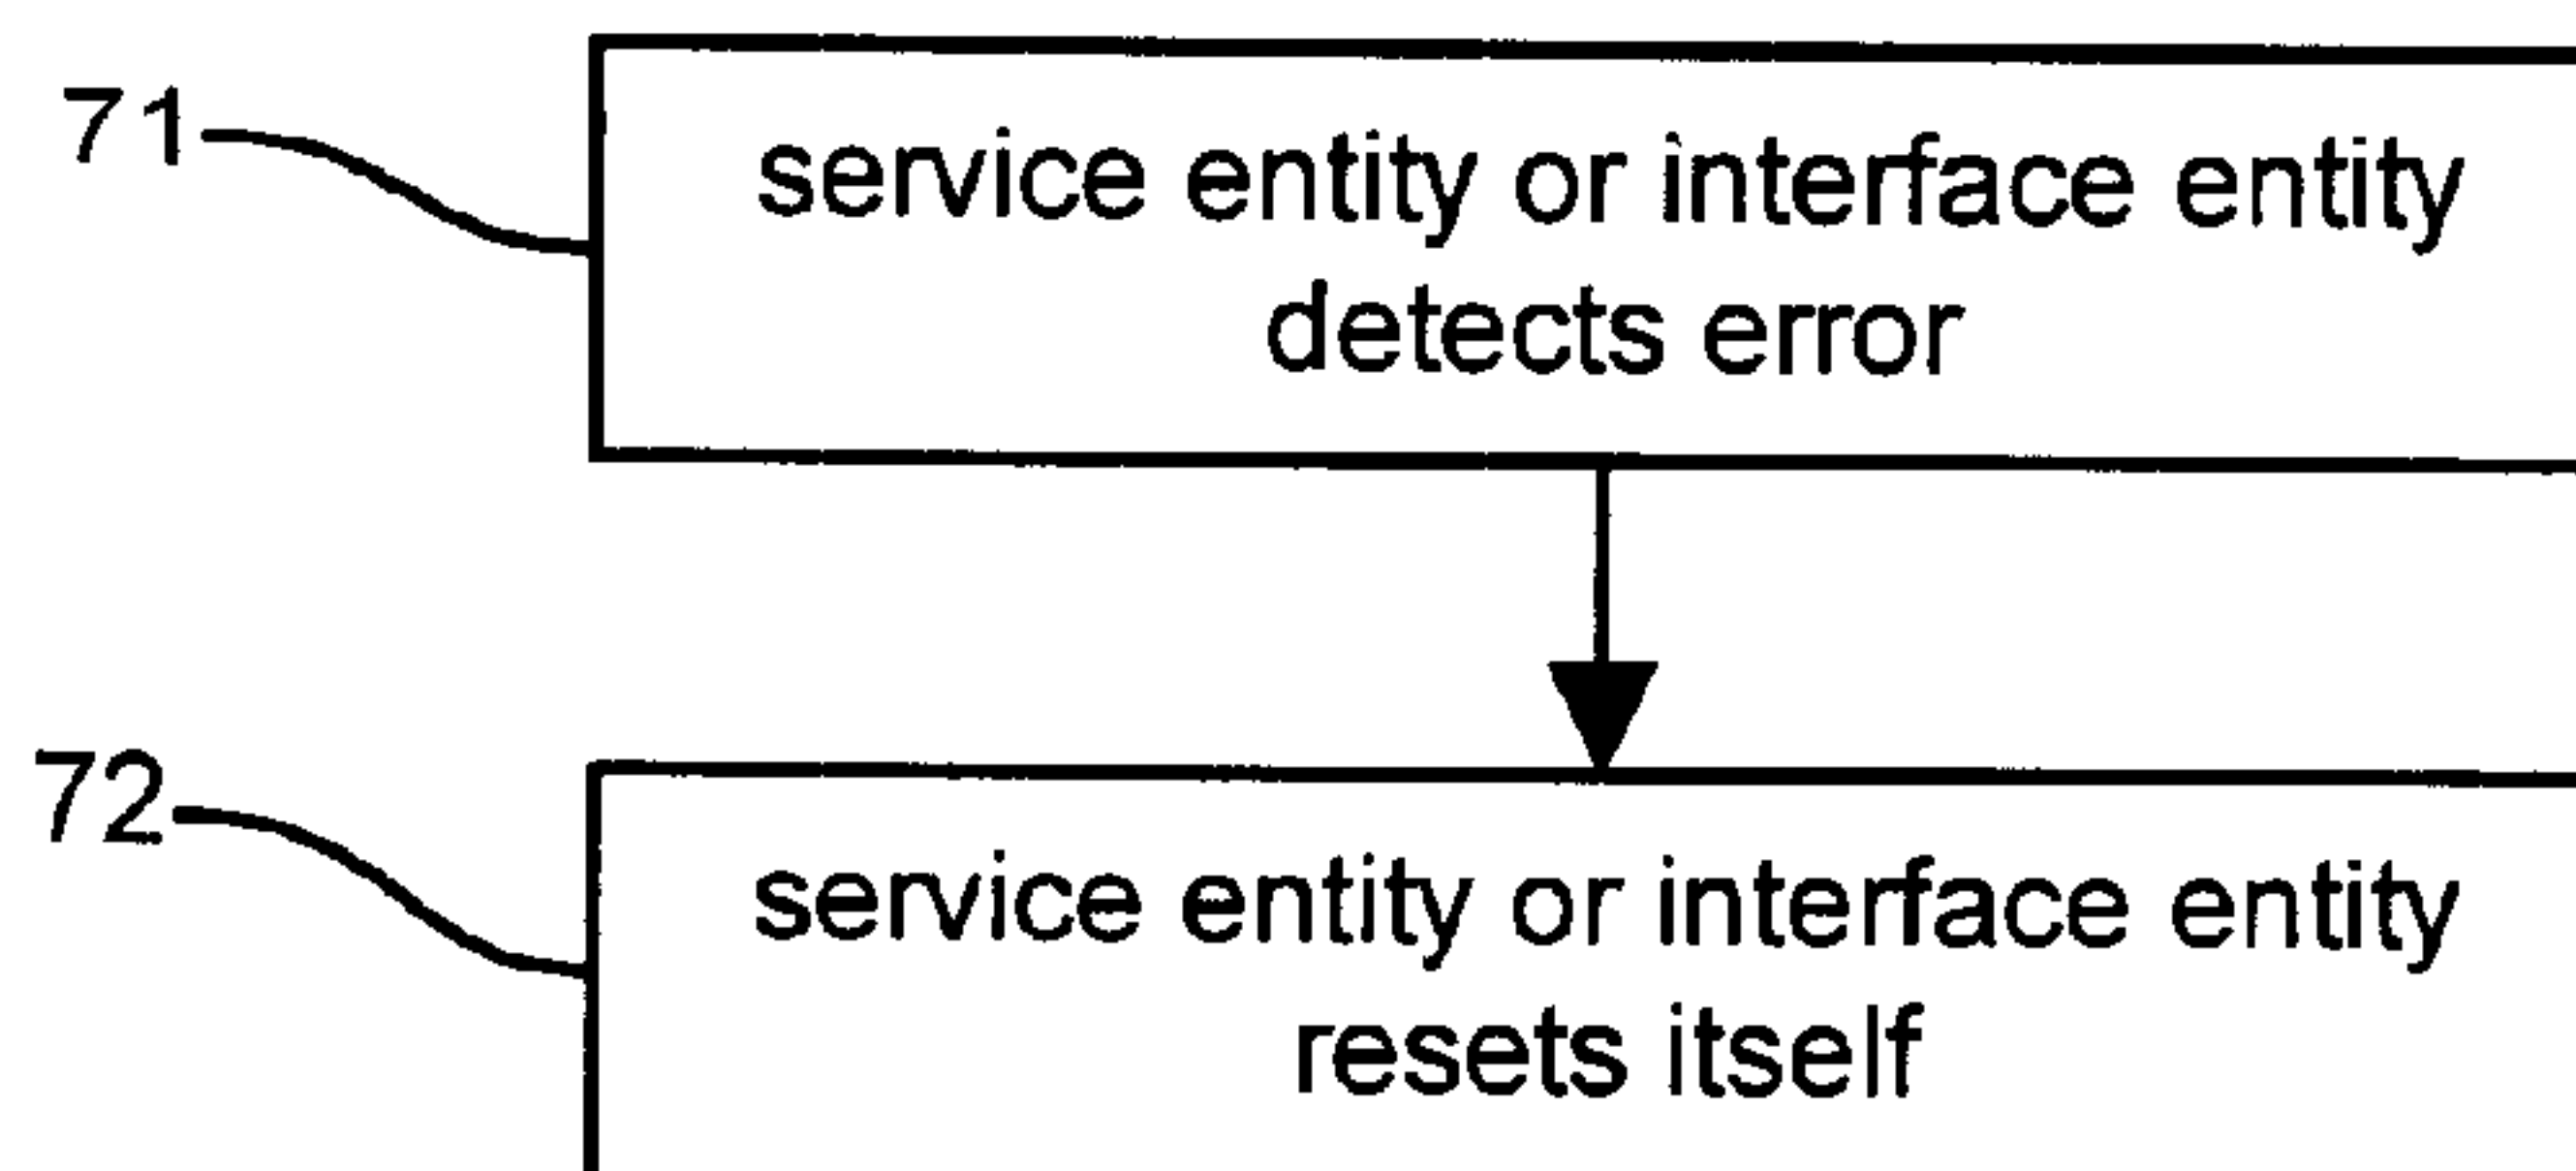 71
service entity or interface entity
detects error
72
service entity or interface entity
resets itself